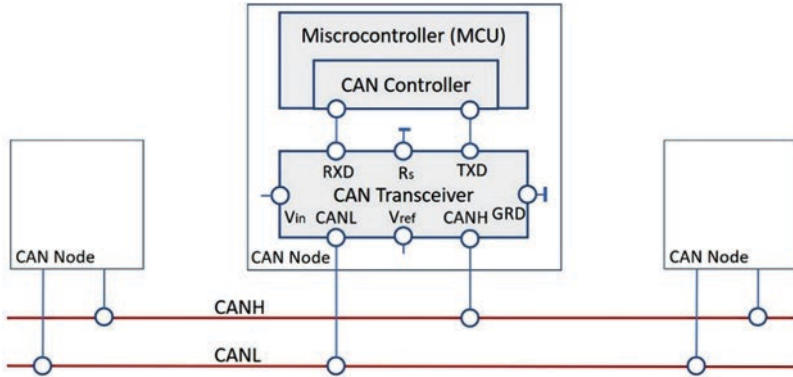 Miscrocontroller (MCU)
CAN Controller
RXD Rs TXD
CAN Transceiver
Vin CANL Vref CANH GRD
CAN Node
CAN Node
CAN Node
CANH
CANL